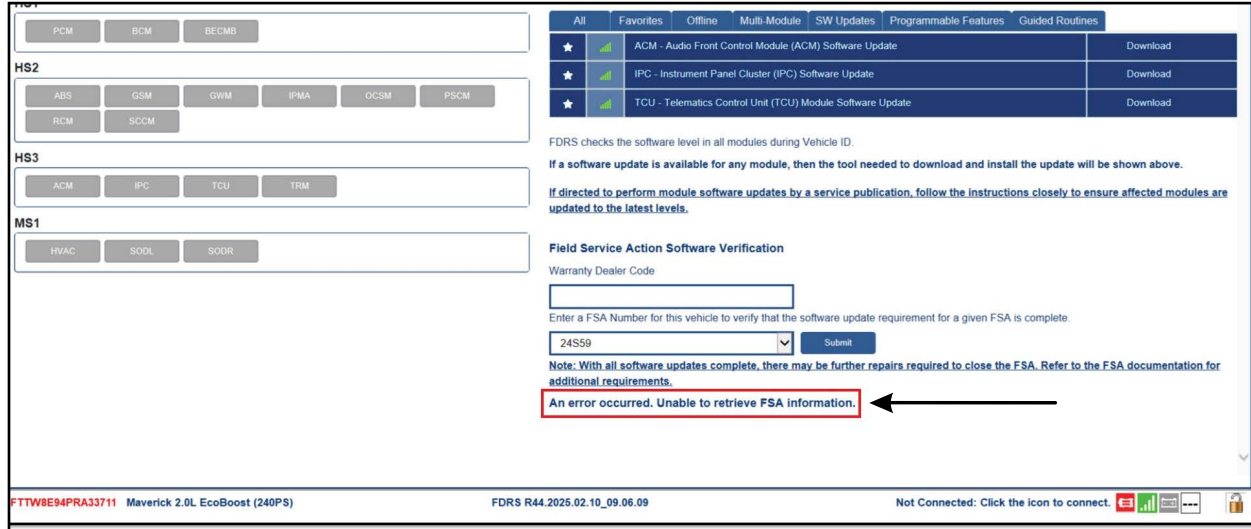 PCM BCM BECMB
HS2
ABS GSM GWM IPMA OCSM PSCM
RCM SCCM
HS3
ACM IPC TCU TRM
MS1
HVAC SODL SODR
All Favorites Offline Multi-Module SW Updates Programmable Features Guided Routines
ACM - Audio Front Control Module (ACM) Software Update Download
IPC - Instrument Panel Cluster (IPC) Software Update Download
TCU - Telematics Control Unit (TCU) Module Software Update Download
FDRS checks the software level in all modules during Vehicle ID.
If a software update is available for any module, then the tool needed to download and install the update will be shown above.
If directed to perform module software updates by a service publication, follow the instructions closely to ensure affected modules are
updated to the latest levels.
Field Service Action Software Verification
Warranty Dealer Code
Enter a FSA Number for this vehicle to verify that the software update requirement for a given FSA is complete.
24S59 Submit
Note: With all software updates complete, there may be further repairs required to close the FSA. Refer to the FSA documentation for
additional requirements.
An error occurred. Unable to retrieve FSA information.
FTTW8E94PRA33711 Maverick 2.0L EcoBoost (240PS) FDRS R44.2025.02.10_09.06.09 Not Connected: Click the icon to connect. ---